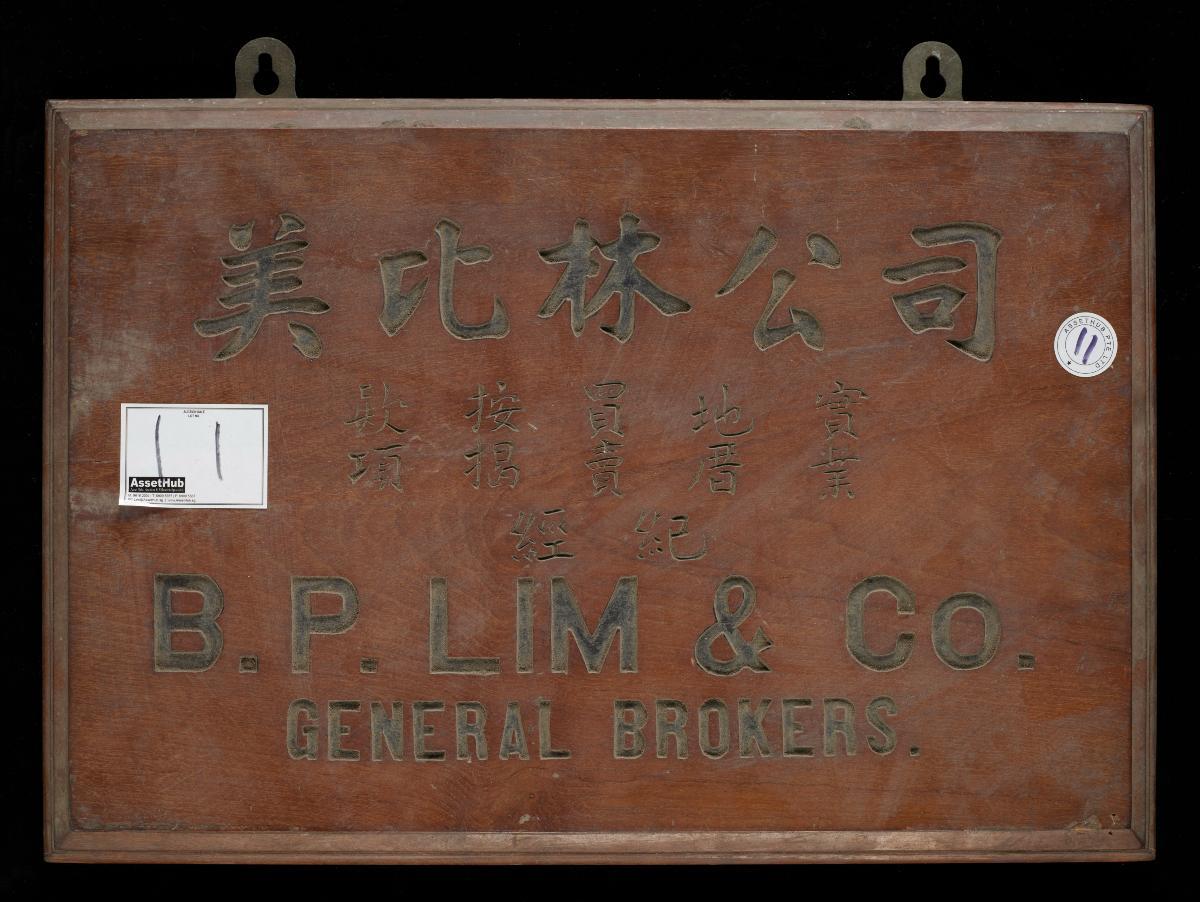 美比林公司
實業
地厝
買賣
按揭
欵項
經紀
B.P. LIM & Co.
GENERAL BROKERS.
11
AssetHub
ASSETHUB PTE LTD
11